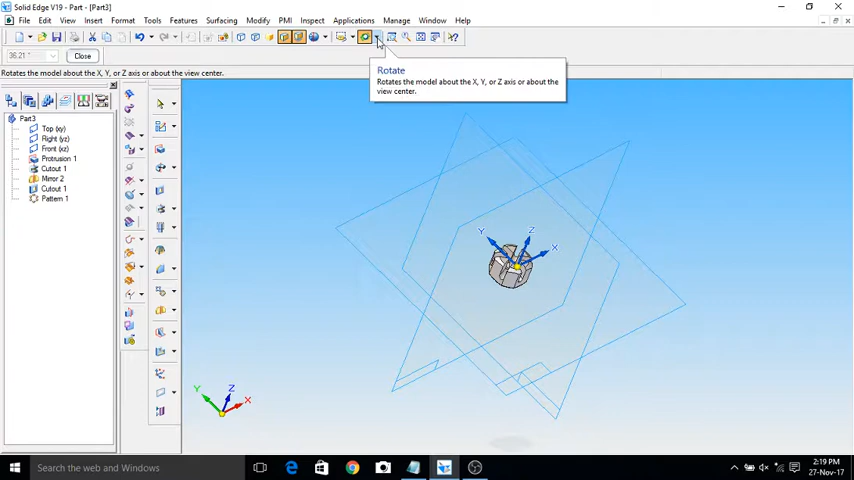 Solid Edge V19 - Part - [Part3]
File Edit View Insert Format Tools Features Surfacing Modify PMI Inspect Applications Manage Window Help
36.21 °
Close
Rotates the model about the X, Y, or Z axis or about the view center.
Rotate
Rotates the model about the X, Y, or Z axis or about the
view center.
Part3
Top (xy)
Right (yz)
Front (xz)
Protrusion 1
Cutout 1
Mirror 2
Cutout 1
Pattern 1
Y Z X
Y Z X
Search the web and Windows
2:19 PM
27-Nov-17